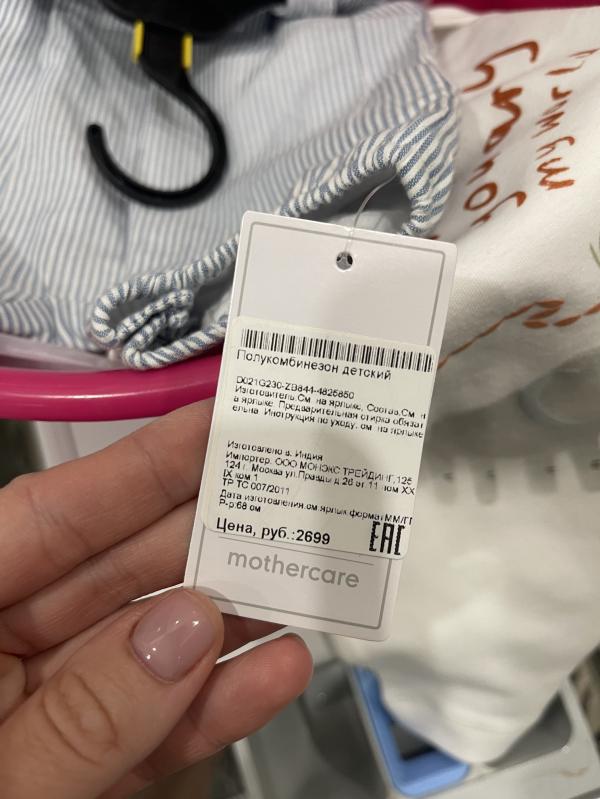 Полукомбинезон детский
D021G230-ZB844-4825850
Изготовитель.См на ярлыке, Состав.См н
а ярлыке. Предварительная стирка обязат
ельна Инструкция по уходу. см на ярлыке
Изготовлено в: Индия
Импортер. ООО МОНЭКС ТРЕЙДИНГ,125
124 г. Москва ул.Правды д 26 эт.11 пом XX
IX ком 1
ТР ТС 007/2011
Дата изготовления:см ярлык формат ММ/ГГ
Р-р:68 см
Цена, руб.:2699
EAC
mothercare